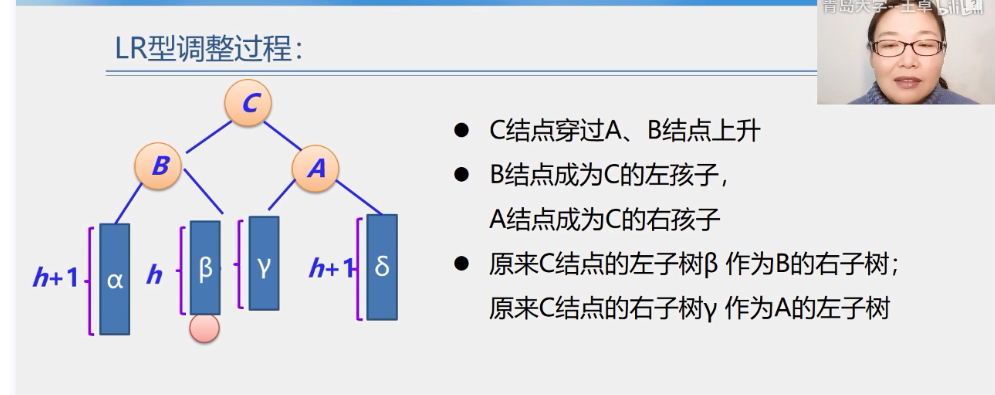 青岛大学-王卓 bilibili
LR型调整过程：
C
B
A
α
β
γ
δ
h+1
h
h+1
● C结点穿过A、B结点上升
● B结点成为C的左孩子，
A结点成为C的右孩子
● 原来C结点的左子树β 作为B的右子树；
原来C结点的右子树γ 作为A的左子树